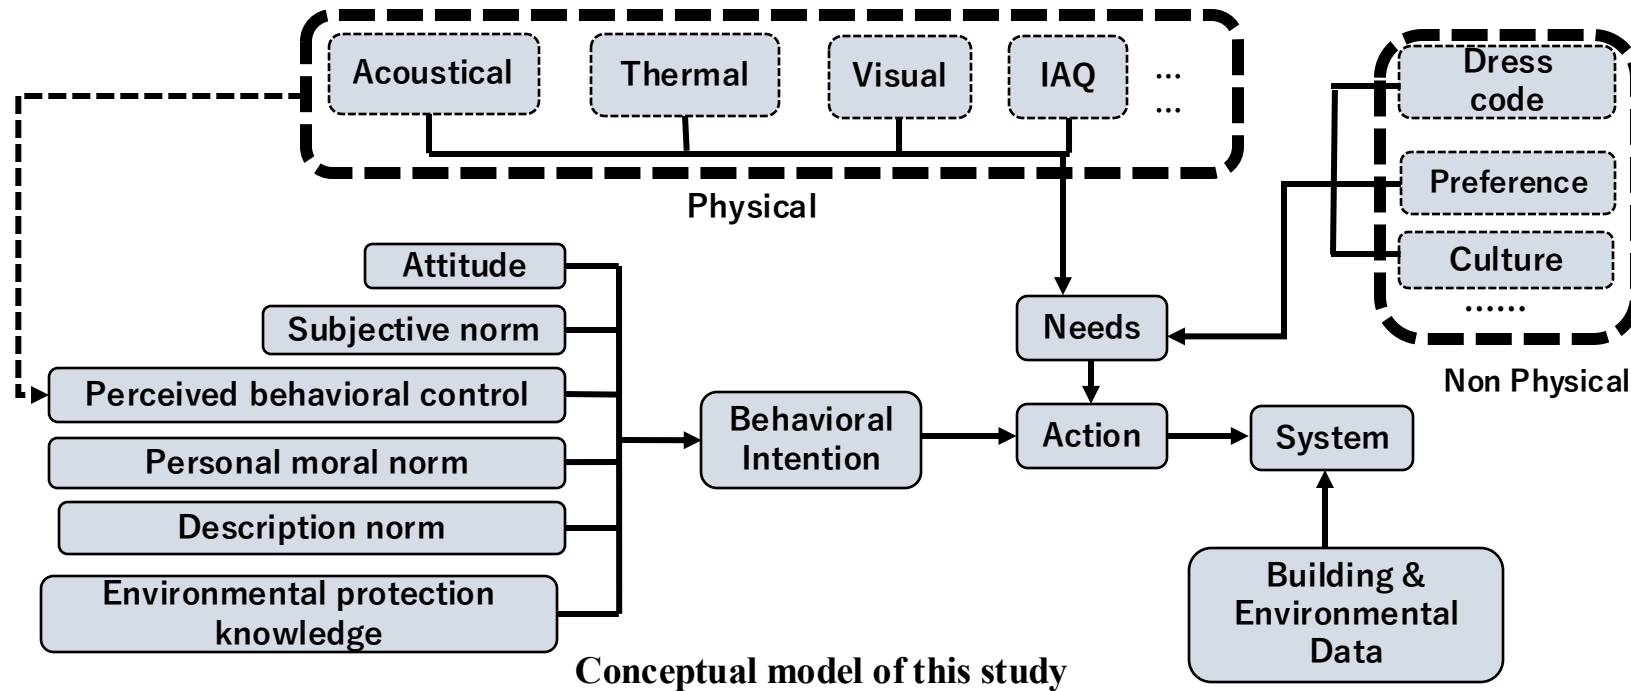 Acoustical
Thermal
Visual
IAQ
...
...
Physical
Dress
code
Preference
Culture
......
Non Physical
Attitude
Subjective norm
Perceived behavioral control
Personal moral norm
Description norm
Environmental protection
knowledge
Behavioral
Intention
Needs
Action
System
Building &
Environmental
Data
Conceptual model of this study